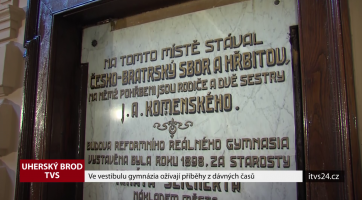 NA TOMTO MÍSTĚ STÁVAL
ČESKO-BRATRSKÝ SBOR A HŘBITOV,
NA NĚMŽ POHŘBENI JSOU RODIČE A DVĚ SESTRY
J. A. KOMENSKÉHO.
BUDOVA REFORMNÍHO REÁLNÉHO GYMNASIA
VYSTAVĚNA BYLA ROKU 1896, ZA STAROSTY
NÁKLADEM MĚSTA
UHERSKÝ BROD
TVS
Ve vestibulu gymnázia ožívají příběhy z dávných časů
itvs24.cz